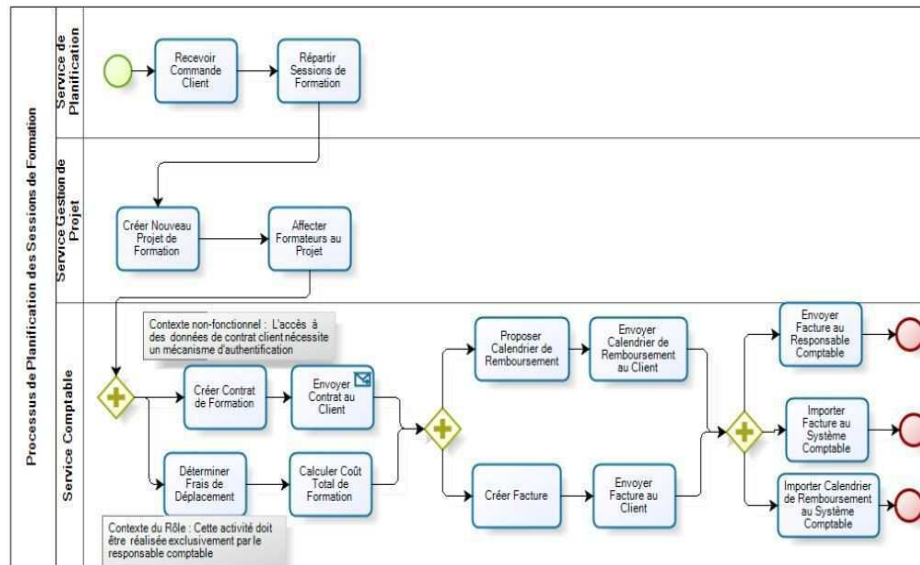 Processus de Planification des Sessions de Formation
Service de
Planification
Recevoir
Commande
Client
Répartir
Sessions de
Formation
Service Gestion de
Projet
Créer Nouveau
Projet de
Formation
Affecter
Formateurs au
Projet
Service Comptable
Contexte non-fonctionnel : L'accès à
des données de contrat client nécessite
un mécanisme d'authentification
Créer Contrat
de Formation
Envoyer
Contrat au
Client
Déterminer
Frais de
Déplacement
Calculer Coût
Total de
Formation
Contexte du Rôle : Cette activité doit
être réalisée exclusivement par le
responsable comptable
Proposer
Calendrier de
Remboursement
Envoyer
Calendrier de
Remboursement
au Client
Créer Facture
Envoyer
Facture au
Client
Envoyer
Facture au
Responsable
Comptable
Importer
Facture au
Système
Comptable
Importer Calendrier
de Remboursement
au Système
Comptable